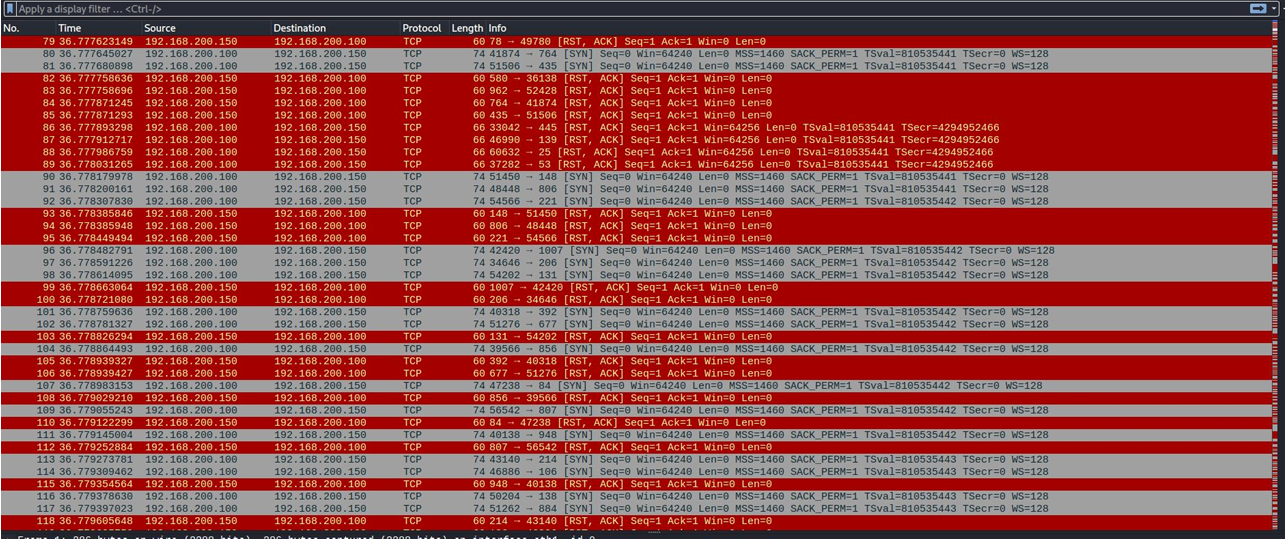 Apply a display filter … <Ctrl-/>
No. Time Source Destination Protocol Length Info
79 36.777623149 192.168.200.150 192.168.200.100 TCP 60 78 → 49780 [RST, ACK] Seq=1 Ack=1 Win=0 Len=0
80 36.777645027 192.168.200.100 192.168.200.150 TCP 74 41874 → 764 [SYN] Seq=0 Win=64240 Len=0 MSS=1460 SACK_PERM=1 TSval=810535441 TSecr=0 WS=128
81 36.777680898 192.168.200.100 192.168.200.150 TCP 74 51506 → 435 [SYN] Seq=0 Win=64240 Len=0 MSS=1460 SACK_PERM=1 TSval=810535441 TSecr=0 WS=128
82 36.777758636 192.168.200.150 192.168.200.100 TCP 60 580 → 36138 [RST, ACK] Seq=1 Ack=1 Win=0 Len=0
83 36.777758696 192.168.200.150 192.168.200.100 TCP 60 962 → 52428 [RST, ACK] Seq=1 Ack=1 Win=0 Len=0
84 36.777871245 192.168.200.150 192.168.200.100 TCP 60 764 → 41874 [RST, ACK] Seq=1 Ack=1 Win=0 Len=0
85 36.777871293 192.168.200.150 192.168.200.100 TCP 60 435 → 51506 [RST, ACK] Seq=1 Ack=1 Win=0 Len=0
86 36.777893298 192.168.200.100 192.168.200.150 TCP 66 33042 → 445 [RST, ACK] Seq=1 Ack=1 Win=64256 Len=0 TSval=810535441 TSecr=4294952466
87 36.777912717 192.168.200.100 192.168.200.150 TCP 66 46990 → 139 [RST, ACK] Seq=1 Ack=1 Win=64256 Len=0 TSval=810535441 TSecr=4294952466
88 36.777986759 192.168.200.100 192.168.200.150 TCP 66 60632 → 25 [RST, ACK] Seq=1 Ack=1 Win=64256 Len=0 TSval=810535441 TSecr=4294952466
89 36.778031265 192.168.200.100 192.168.200.150 TCP 66 37282 → 53 [RST, ACK] Seq=1 Ack=1 Win=64256 Len=0 TSval=810535441 TSecr=4294952466
90 36.778179978 192.168.200.100 192.168.200.150 TCP 74 51450 → 148 [SYN] Seq=0 Win=64240 Len=0 MSS=1460 SACK_PERM=1 TSval=810535441 TSecr=0 WS=128
91 36.778200161 192.168.200.100 192.168.200.150 TCP 74 48448 → 806 [SYN] Seq=0 Win=64240 Len=0 MSS=1460 SACK_PERM=1 TSval=810535441 TSecr=0 WS=128
92 36.778307830 192.168.200.100 192.168.200.150 TCP 74 54566 → 221 [SYN] Seq=0 Win=64240 Len=0 MSS=1460 SACK_PERM=1 TSval=810535441 TSecr=0 WS=128
93 36.778385846 192.168.200.150 192.168.200.100 TCP 60 148 → 51450 [RST, ACK] Seq=1 Ack=1 Win=0 Len=0
94 36.778385948 192.168.200.150 192.168.200.100 TCP 60 806 → 48448 [RST, ACK] Seq=1 Ack=1 Win=0 Len=0
95 36.778449494 192.168.200.150 192.168.200.100 TCP 60 221 → 54566 [RST, ACK] Seq=1 Ack=1 Win=0 Len=0
96 36.778482791 192.168.200.100 192.168.200.150 TCP 74 42420 → 1007 [SYN] Seq=0 Win=64240 Len=0 MSS=1460 SACK_PERM=1 TSval=810535442 TSecr=0 WS=128
97 36.778591226 192.168.200.100 192.168.200.150 TCP 74 34646 → 206 [SYN] Seq=0 Win=64240 Len=0 MSS=1460 SACK_PERM=1 TSval=810535442 TSecr=0 WS=128
98 36.778614095 192.168.200.100 192.168.200.150 TCP 74 54202 → 131 [SYN] Seq=0 Win=64240 Len=0 MSS=1460 SACK_PERM=1 TSval=810535442 TSecr=0 WS=128
99 36.778663064 192.168.200.150 192.168.200.100 TCP 60 1007 → 42420 [RST, ACK] Seq=1 Ack=1 Win=0 Len=0
100 36.778721080 192.168.200.150 192.168.200.100 TCP 60 206 → 34646 [RST, ACK] Seq=1 Ack=1 Win=0 Len=0
101 36.778759636 192.168.200.100 192.168.200.150 TCP 74 40318 → 392 [SYN] Seq=0 Win=64240 Len=0 MSS=1460 SACK_PERM=1 TSval=810535442 TSecr=0 WS=128
102 36.778781327 192.168.200.100 192.168.200.150 TCP 74 51276 → 677 [SYN] Seq=0 Win=64240 Len=0 MSS=1460 SACK_PERM=1 TSval=810535442 TSecr=0 WS=128
103 36.778826294 192.168.200.150 192.168.200.100 TCP 60 131 → 54202 [RST, ACK] Seq=1 Ack=1 Win=0 Len=0
104 36.778864493 192.168.200.100 192.168.200.150 TCP 74 39566 → 856 [SYN] Seq=0 Win=64240 Len=0 MSS=1460 SACK_PERM=1 TSval=810535442 TSecr=0 WS=128
105 36.778939327 192.168.200.150 192.168.200.100 TCP 60 392 → 40318 [RST, ACK] Seq=1 Ack=1 Win=0 Len=0
106 36.778939427 192.168.200.150 192.168.200.100 TCP 60 677 → 51276 [RST, ACK] Seq=1 Ack=1 Win=0 Len=0
107 36.778983153 192.168.200.100 192.168.200.150 TCP 74 47238 → 84 [SYN] Seq=0 Win=64240 Len=0 MSS=1460 SACK_PERM=1 TSval=810535442 TSecr=0 WS=128
108 36.779029210 192.168.200.150 192.168.200.100 TCP 60 856 → 39566 [RST, ACK] Seq=1 Ack=1 Win=0 Len=0
109 36.779055243 192.168.200.100 192.168.200.150 TCP 74 56542 → 807 [SYN] Seq=0 Win=64240 Len=0 MSS=1460 SACK_PERM=1 TSval=810535442 TSecr=0 WS=128
110 36.779122299 192.168.200.150 192.168.200.100 TCP 60 84 → 47238 [RST, ACK] Seq=1 Ack=1 Win=0 Len=0
111 36.779145004 192.168.200.100 192.168.200.150 TCP 74 40138 → 948 [SYN] Seq=0 Win=64240 Len=0 MSS=1460 SACK_PERM=1 TSval=810535442 TSecr=0 WS=128
112 36.779252884 192.168.200.150 192.168.200.100 TCP 60 807 → 56542 [RST, ACK] Seq=1 Ack=1 Win=0 Len=0
113 36.779273781 192.168.200.100 192.168.200.150 TCP 74 43140 → 214 [SYN] Seq=0 Win=64240 Len=0 MSS=1460 SACK_PERM=1 TSval=810535443 TSecr=0 WS=128
114 36.779309462 192.168.200.100 192.168.200.150 TCP 74 46886 → 106 [SYN] Seq=0 Win=64240 Len=0 MSS=1460 SACK_PERM=1 TSval=810535443 TSecr=0 WS=128
115 36.779354564 192.168.200.150 192.168.200.100 TCP 60 948 → 40138 [RST, ACK] Seq=1 Ack=1 Win=0 Len=0
116 36.779378630 192.168.200.100 192.168.200.150 TCP 74 50204 → 138 [SYN] Seq=0 Win=64240 Len=0 MSS=1460 SACK_PERM=1 TSval=810535443 TSecr=0 WS=128
117 36.779397023 192.168.200.100 192.168.200.150 TCP 74 51262 → 884 [SYN] Seq=0 Win=64240 Len=0 MSS=1460 SACK_PERM=1 TSval=810535443 TSecr=0 WS=128
118 36.779605648 192.168.200.150 192.168.200.100 TCP 60 214 → 43140 [RST, ACK] Seq=1 Ack=1 Win=0 Len=0